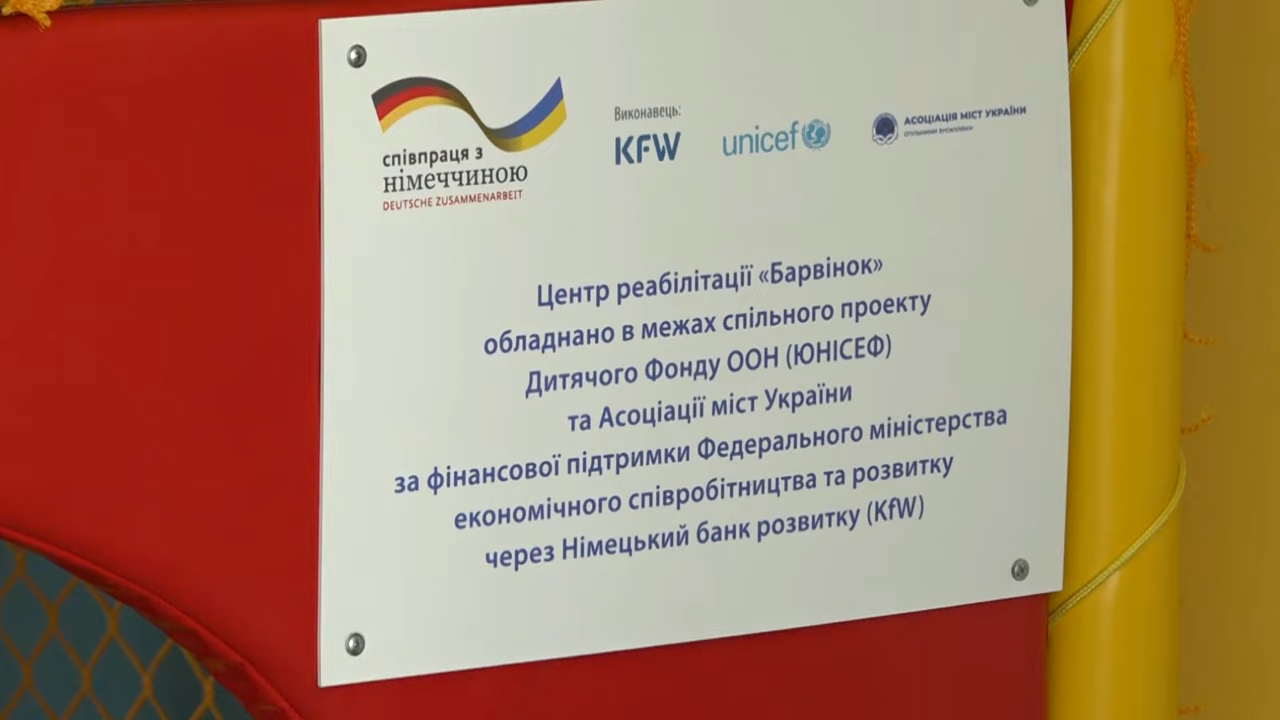 співпраця з
німеччиною
DEUTSCHE ZUSAMMENARBEIT
Виконавець:
KFW
unicef
АСОЦІАЦІЯ МІСТ УКРАЇНИ
СПІЛЬНИМИ ЗУСИЛЛЯМИ
Центр реабілітації «Барвінок»
обладнано в межах спільного проекту
Дитячого Фонду ООН (ЮНІСЕФ)
та Асоціації міст України
за фінансової підтримки Федерального міністерства
економічного співробітництва та розвитку
через Німецький банк розвитку (KfW)